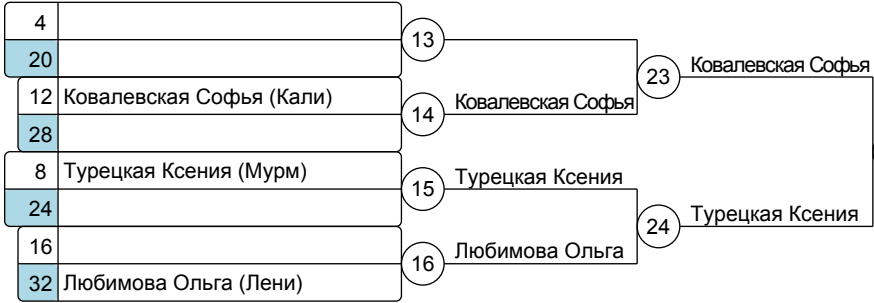 4
13
20
23 Ковалевская Софья
12 Ковалевская Софья (Кали)
14 Ковалевская Софья
28
8 Турецкая Ксения (Мурм)
15 Турецкая Ксения
24
24 Турецкая Ксения
16
16 Любимова Ольга
32 Любимова Ольга (Лени)